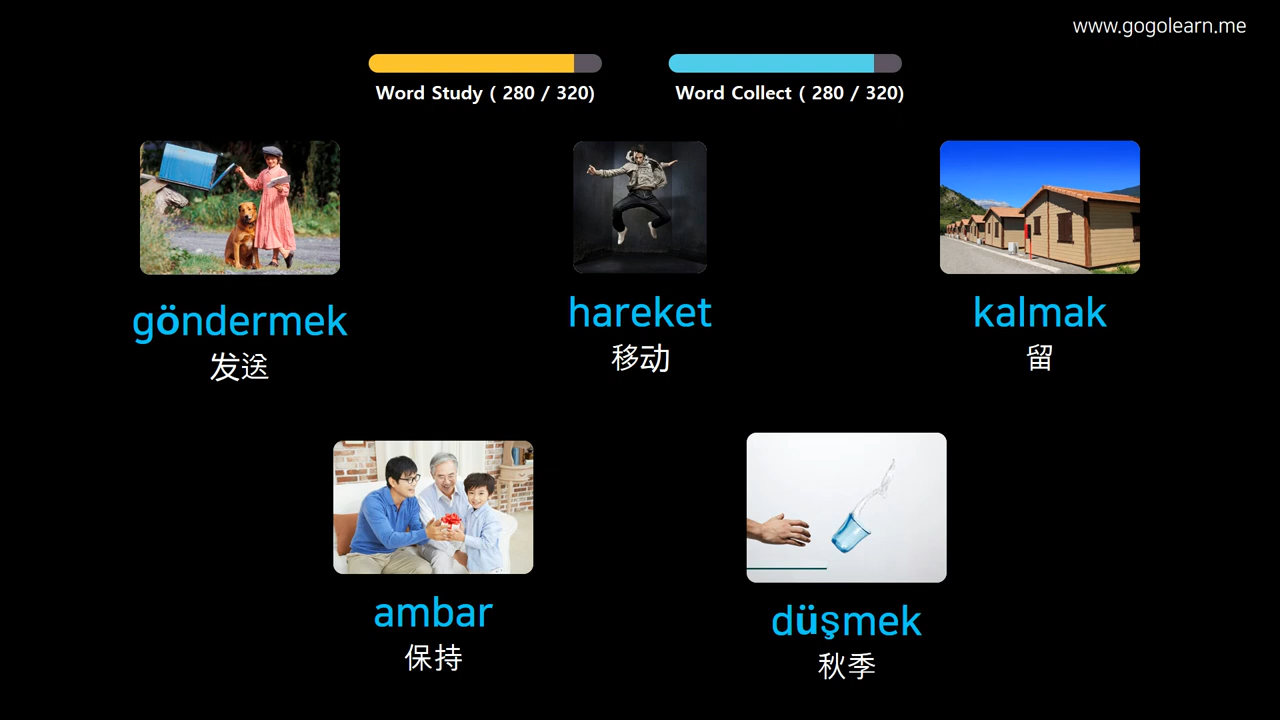 www.gogolearn.me
Word Study ( 280 / 320)
Word Collect ( 280 / 320)
göndermek
发送
hareket
移动
kalmak
留
ambar
保持
düşmek
秋季